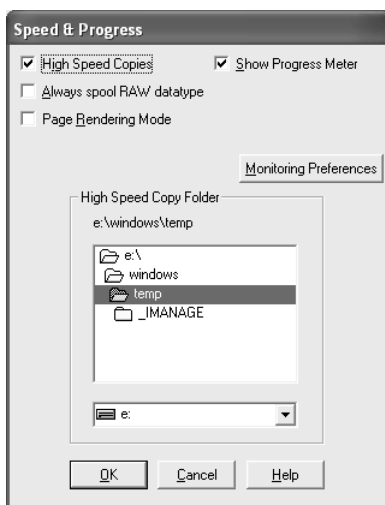 Speed & Progress
High Speed Copies Show Progress Meter
Always spool RAW datatype
Page Rendering Mode
Monitoring Preferences
High Speed Copy Folder
e:\windows\temp
e:\
windows
temp
_IMANAGE
e:
OK Cancel Help